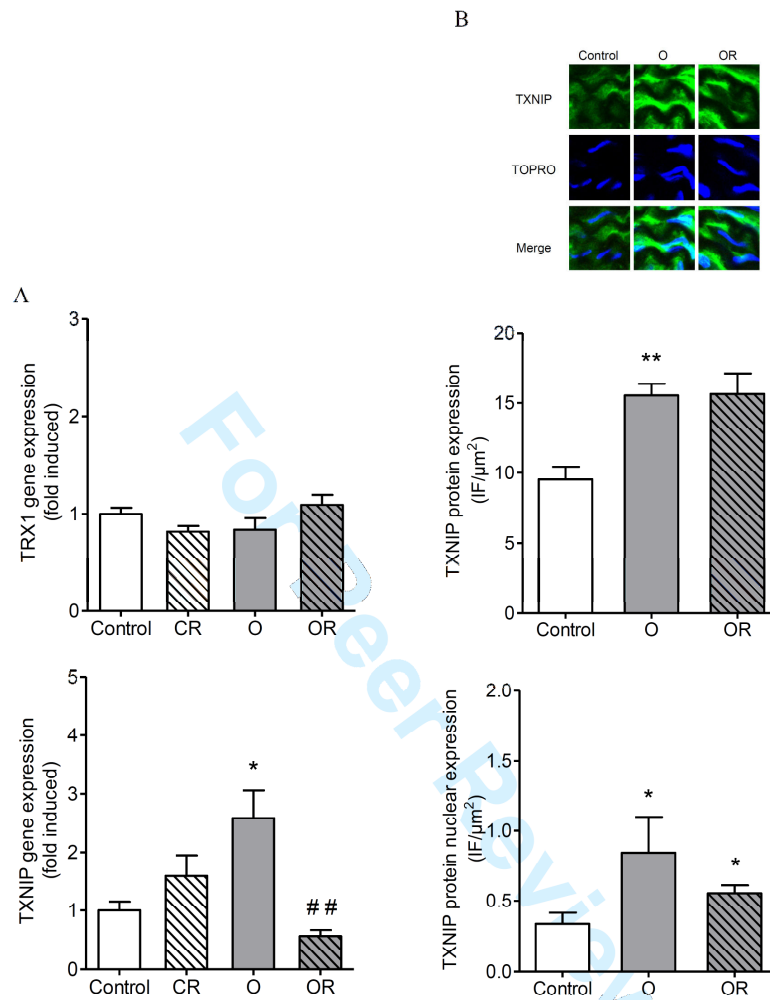 B
Control O OR
TXNIP
TOPRO
Merge
A
TRX1 gene expression
(fold induced)
3
2
1
0
Control CR O OR
TXNIP protein expression
(IF/µm²)
20
15
10
5
0
**
Control O OR
TXNIP gene expression
(fold induced)
5
4
3
2
1
0
*
##
Control CR O OR
TXNIP protein nuclear expression
(IF/µm²)
2.0
1.5
1.0
0.5
0.0
*
*
Control O OR
For Peer Review